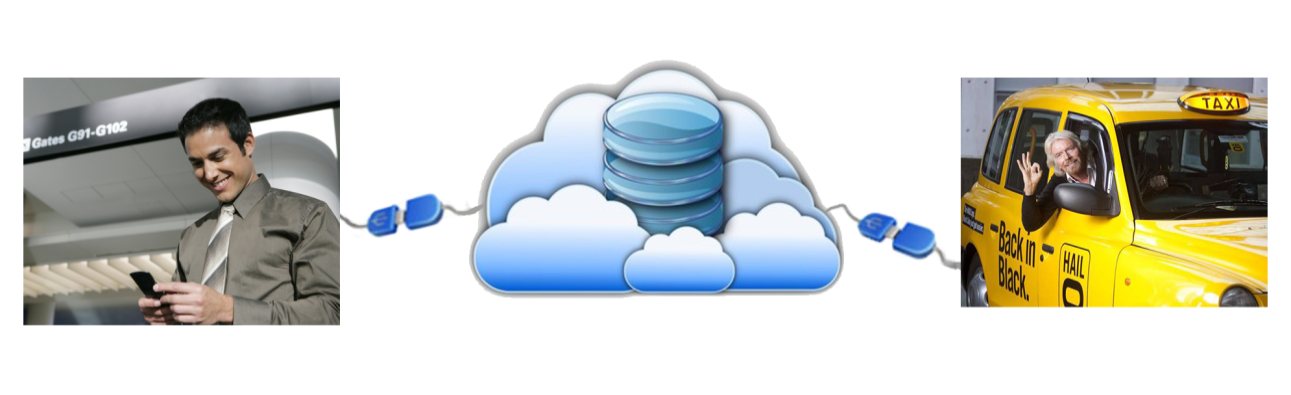 Gates G91-G102
TAXI
Back in
Black.
HAIL
O